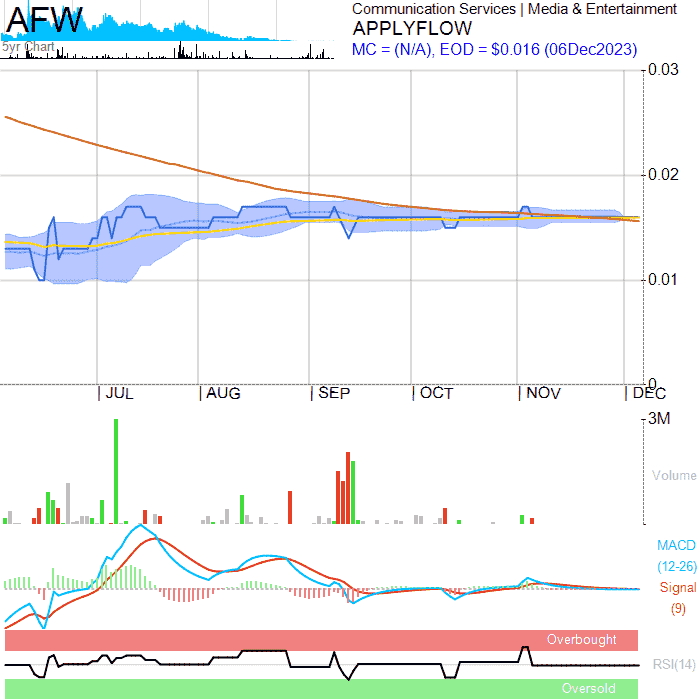 AFW
5yr Chart
Communication Services | Media & Entertainment
APPLYFLOW
MC = (N/A), EOD = $0.016 (06Dec2023)
0.03
0.02
0.01
0
| JUL | AUG | SEP | OCT | NOV | DEC
3M
Volume
MACD
(12-26)
Signal
(9)
Overbought
RSI(14)
Oversold